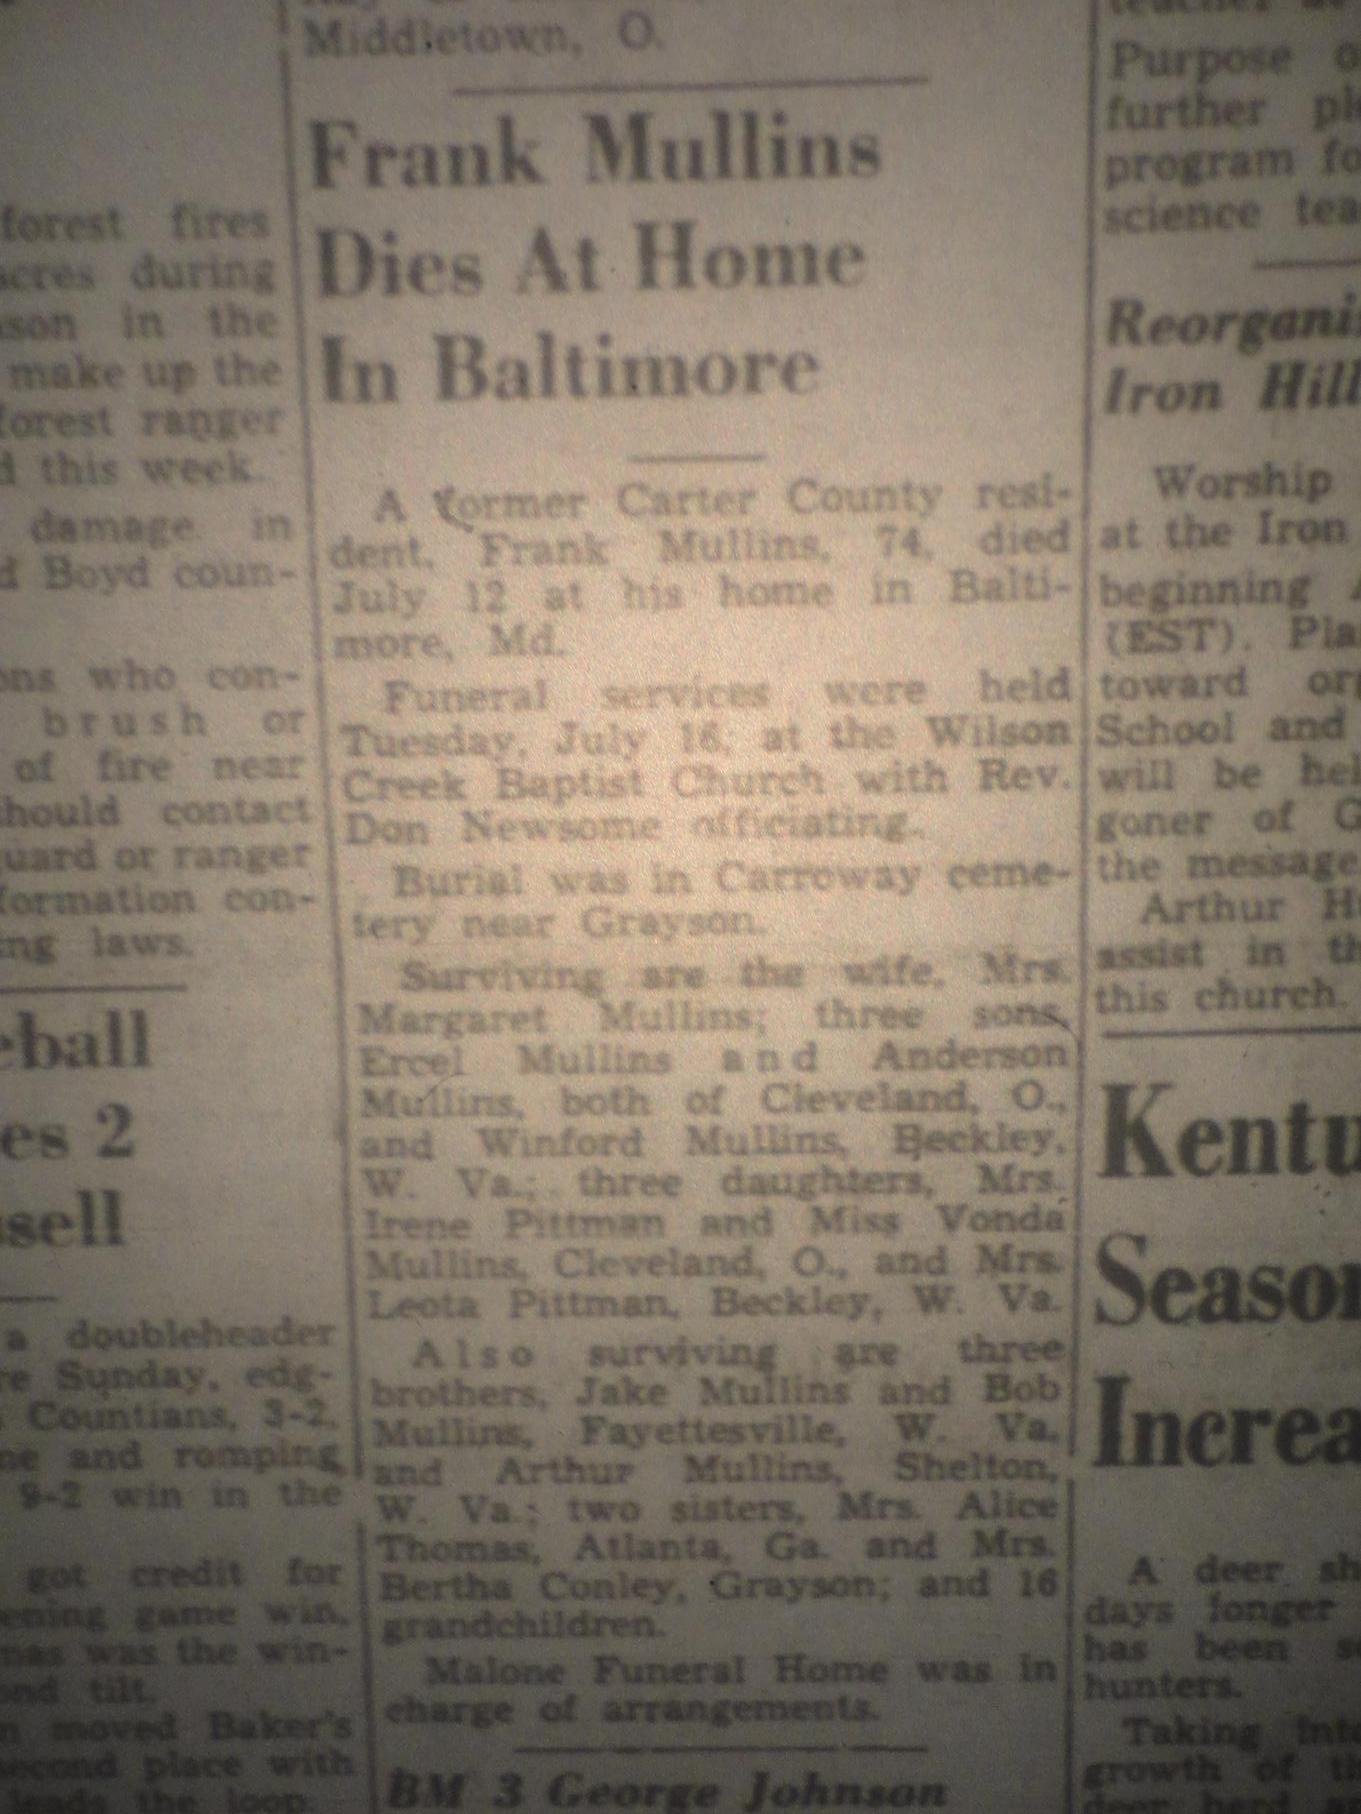 Middletown, O.
Frank Mullins
Dies At Home
In Baltimore
A former Carter County resi-
dent, Frank Mullins, 74, died
July 12 at his home in Balti-
more, Md.
Funeral services were held
Tuesday, July 16, at the Wilson
Creek Baptist Church with Rev.
Don Newsome officiating.
Burial was in Carroway ceme-
tery near Grayson.
Surviving are the wife, Mrs.
Margaret Mullins; three sons,
Ercel Mullins and Anderson
Mullins, both of Cleveland, O.,
and Winford Mullins, Beckley,
W. Va.; three daughters, Mrs.
Irene Pittman and Miss Vonda
Mullins, Cleveland, O., and Mrs.
Leota Pittman, Beckley, W. Va.
Also surviving are three
brothers, Jake Mullins and Bob
Mullins, Fayettesville, W. Va.
and Arthur Mullins, Shelton,
W. Va.; two sisters, Mrs. Alice
Thomas, Atlanta, Ga. and Mrs.
Bertha Conley, Grayson; and 16
grandchildren.
Malone Funeral Home was in
charge of arrangements.
BM 3 George Johnson
forest fires
acres during
in the
make up the
forest ranger
this week.
damage in
Boyd coun-
who con-
brush or
of fire near
should contact
or ranger
con-
laws.
2
a doubleheader
Sunday, edg-
Countians, 3-2,
and romping
9-2 win in the
got credit for
game win,
was the win-
tilt.
moved Baker's
second place with
leads the loop.
Purpose
further
program
science
Iron
Worship
at the Iron
beginning
(EST).
toward
School and
will be
goner of
the message
Arthur
assist in
this church.
A deer
days longer
has been
hunters.
Taking
growth of
deer herd